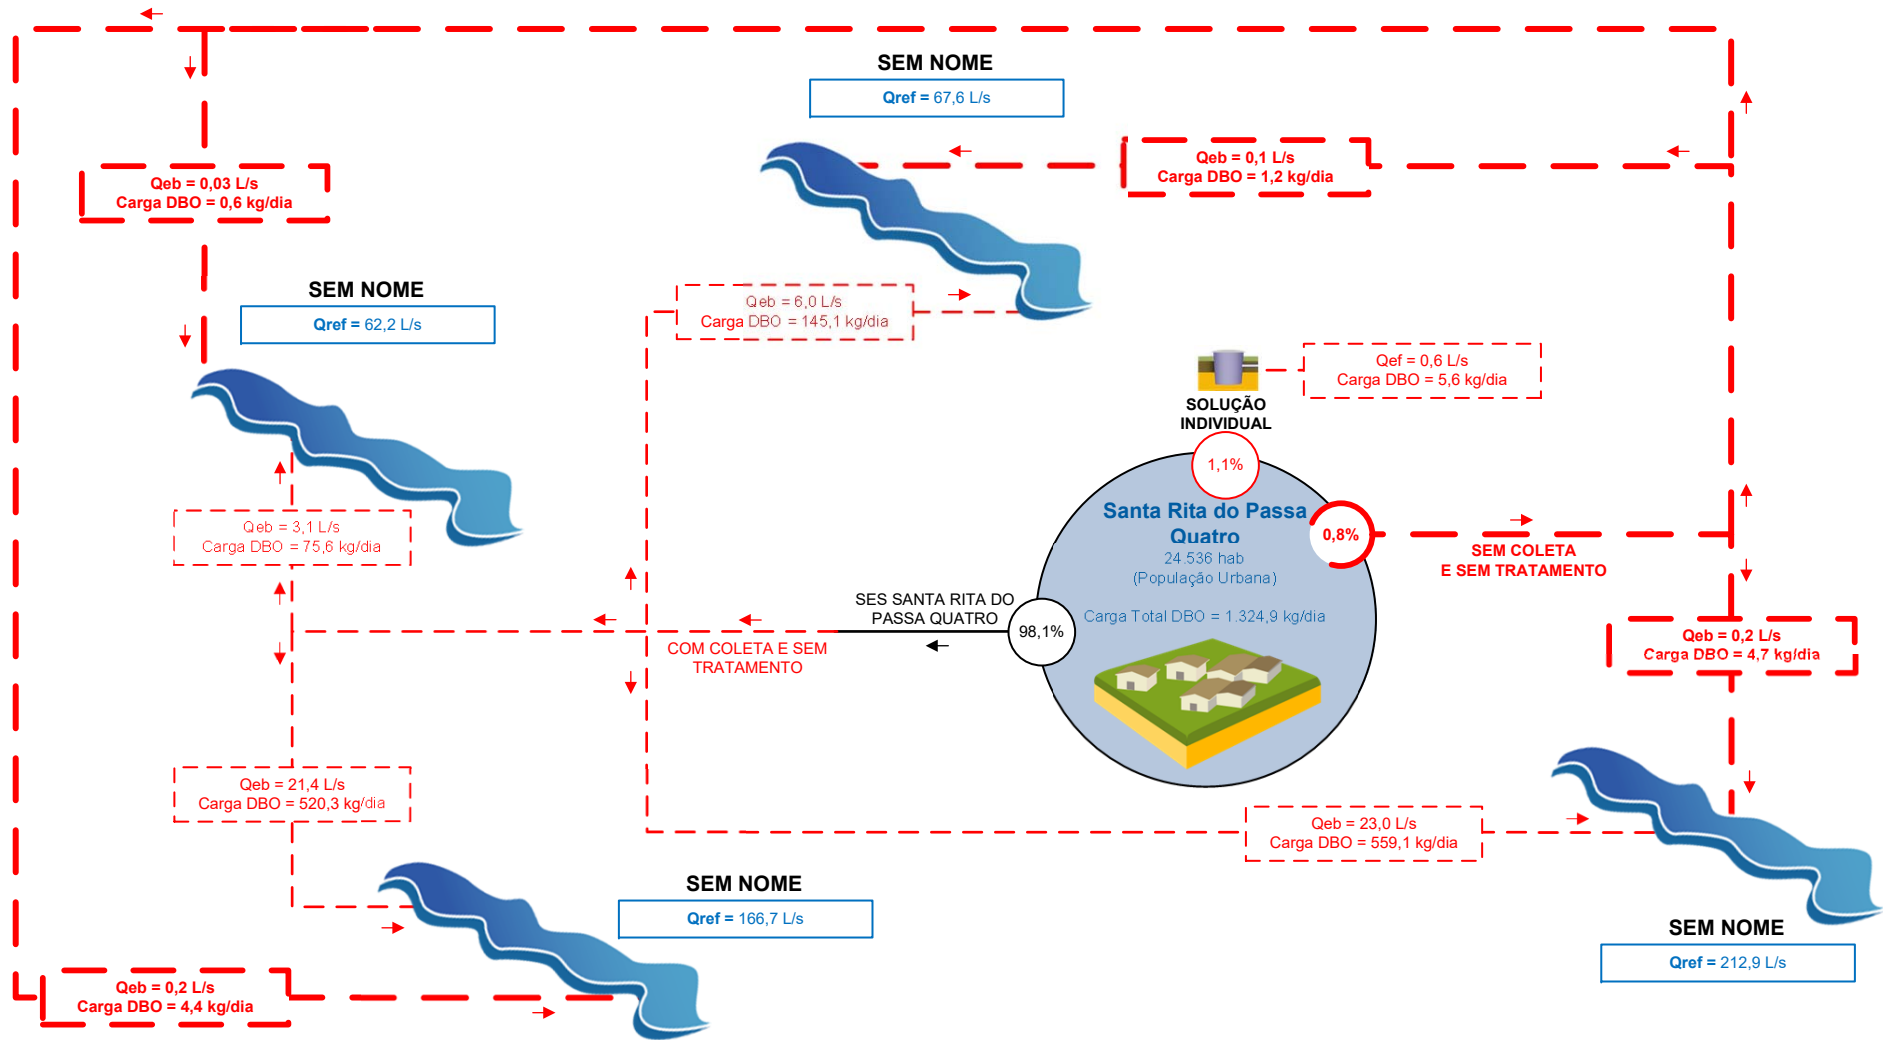 SEM NOME
Qref = 67,6 L/s
Qeb = 0,1 L/s
Carga DBO = 1,2 kg/dia
Qeb = 0,03 L/s
Carga DBO = 0,6 kg/dia
SEM NOME
Qref = 62,2 L/s
Qeb = 6,0 L/s
Carga DBO = 145,1 kg/dia
Qef = 0,6 L/s
Carga DBO = 5,6 kg/dia
SOLUÇÃO
INDIVIDUAL
1,1%
Santa Rita do Passa
Quatro
24.536 hab
(População Urbana)
Carga Total DBO = 1.324,9 kg/dia
0,8%
SEM COLETA
E SEM TRATAMENTO
Qeb = 3,1 L/s
Carga DBO = 75,6 kg/dia
SES SANTA RITA DO
PASSA QUATRO
98,1%
COM COLETA E SEM
TRATAMENTO
Qeb = 0,2 L/s
Carga DBO = 4,7 kg/dia
Qeb = 21,4 L/s
Carga DBO = 520,3 kg/dia
Qeb = 23,0 L/s
Carga DBO = 559,1 kg/dia
SEM NOME
Qref = 166,7 L/s
SEM NOME
Qref = 212,9 L/s
Qeb = 0,2 L/s
Carga DBO = 4,4 kg/dia